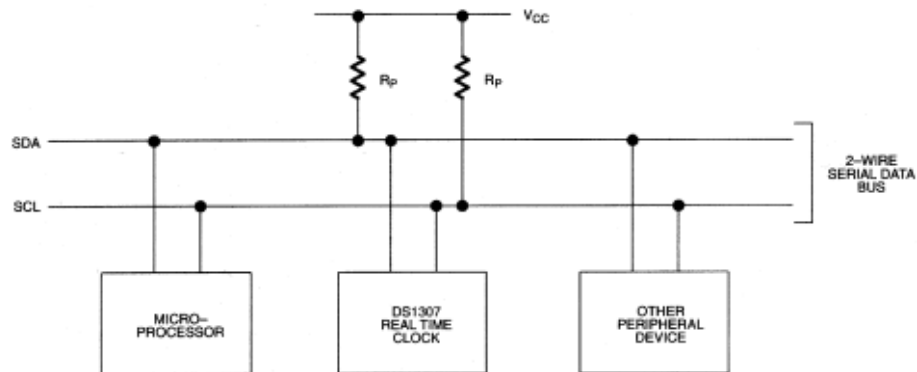 VCC
RP
RP
SDA
2–WIRE
SERIAL DATA
BUS
SCL
MICRO–
PROCESSOR
DS1307
REAL TIME
CLOCK
OTHER
PERIPHERAL
DEVICE